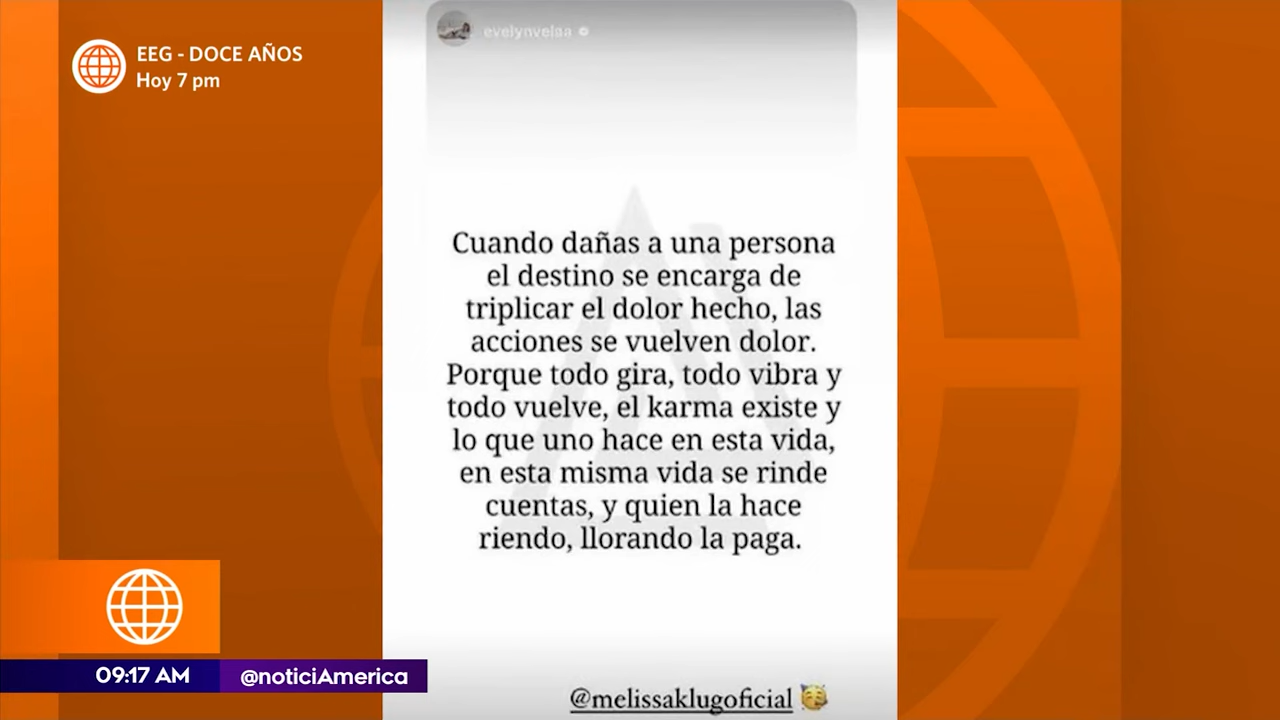 EEG - DOCE AÑOS
Hoy 7 pm
evelynvelaa
Cuando dañas a una persona
el destino se encarga de
triplicar el dolor hecho, las
acciones se vuelven dolor.
Porque todo gira, todo vibra y
todo vuelve, el karma existe y
lo que uno hace en esta vida,
en esta misma vida se rinde
cuentas, y quien la hace
riendo, llorando la paga.
@melissaklugoficial 🥳
09:17 AM
@noticiAmerica